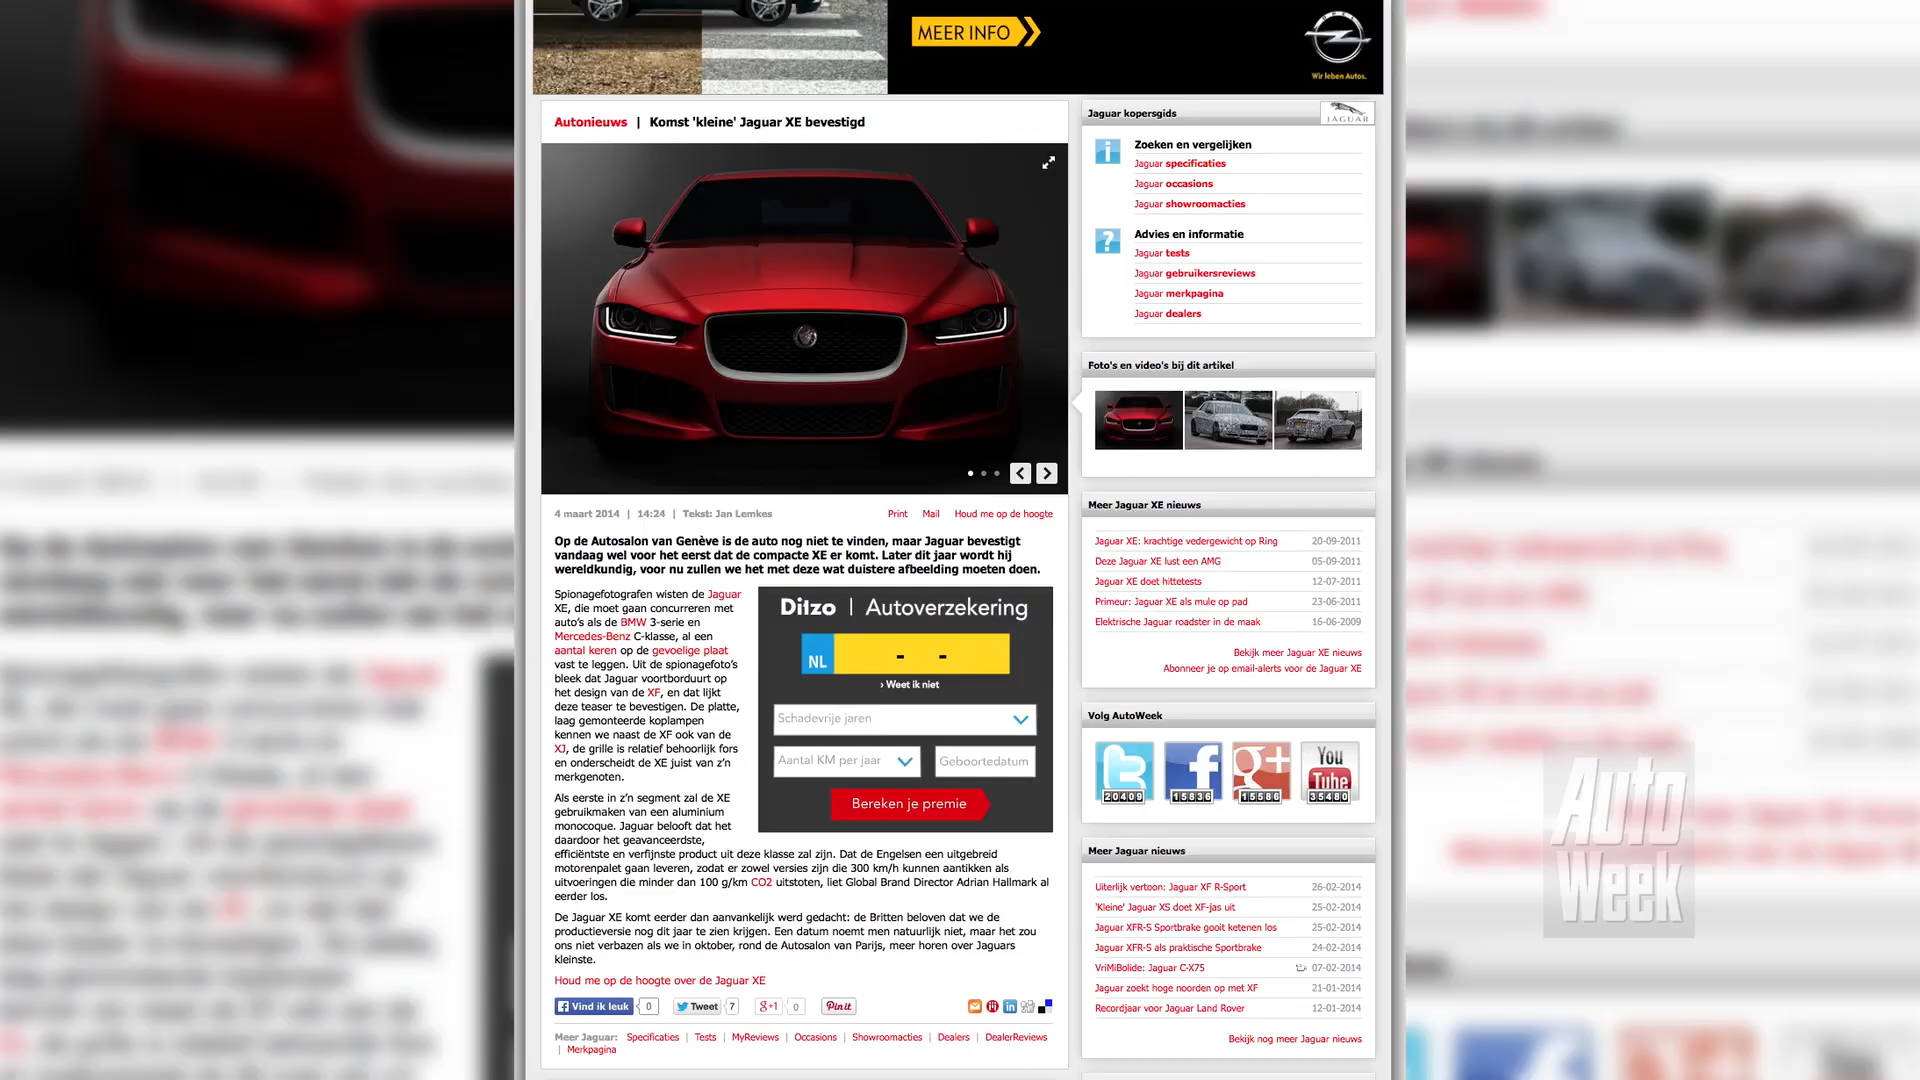 MEER INFO
OPEL
Wir leben Autos.
Autonieuws | Komst 'kleine' Jaguar XE bevestigd
4 maart 2014 | 14:24 | Tekst: Jan Lemkes
Print Mail Houd me op de hoogte
Op de Autosalon van Genève is de auto nog niet te vinden, maar Jaguar bevestigt
vandaag wel voor het eerst dat de compacte XE er komt. Later dit jaar wordt hij
wereldkundig, voor nu zullen we het met deze wat duistere afbeelding moeten doen.
Spionagefotografen wisten de Jaguar
XE, die moet gaan concurreren met
auto's als de BMW 3-serie en
Mercedes-Benz C-klasse, al een
aantal keren op de gevoelige plaat
vast te leggen. Uit de spionagefoto's
bleek dat Jaguar voortborduurt op
het design van de XF, en dat lijkt
deze teaser te bevestigen. De platte,
laag gemonteerde koplampen
kennen we naast de XF ook van de
XJ, de grille is relatief behoorlijk fors
en onderscheidt de XE juist van z'n
merkgenoten.
Als eerste in z'n segment zal de XE
gebruikmaken van een aluminium
monocoque. Jaguar belooft dat het
daardoor het geavanceerdste,
efficiëntste en verfijnste product uit deze klasse zal zijn. Dat de Engelsen een uitgebreid
motorenpalet gaan leveren, zodat er zowel versies zijn die 300 km/h kunnen aantikken als
uitvoeringen die minder dan 100 g/km CO2 uitstoten, liet Global Brand Director Adrian Hallmark al
eerder los.
De Jaguar XE komt eerder dan aanvankelijk werd gedacht: de Britten beloven dat we de
productieversie nog dit jaar te zien krijgen. Een datum noemt men natuurlijk niet, maar het zou
ons niet verbazen als we in oktober, rond de Autosalon van Parijs, meer horen over Jaguars
kleinste.
Houd me op de hoogte over de Jaguar XE
Vind ik leuk 0 Tweet 7 g+1 0 Pinit
Meer Jaguar: Specificaties | Tests | MyReviews | Occasions | Showroomacties | Dealers | DealerReviews
| Merkpagina
Ditzo | Autoverzekering
NL - -
› Weet ik niet
Schadevrije jaren
Aantal KM per jaar Geboortedatum
Bereken je premie
Jaguar kopersgids
JAGUAR
Zoeken en vergelijken
Jaguar specificaties
Jaguar occasions
Jaguar showroomacties
Advies en informatie
Jaguar tests
Jaguar gebruikersreviews
Jaguar merkpagina
Jaguar dealers
Foto's en video's bij dit artikel
Meer Jaguar XE nieuws
Jaguar XE: krachtige vedergewicht op Ring 20-09-2011
Deze Jaguar XE lust een AMG 05-09-2011
Jaguar XE doet hittetests 12-07-2011
Primeur: Jaguar XE als mule op pad 23-06-2011
Elektrische Jaguar roadster in de maak 16-06-2009
Bekijk meer Jaguar XE nieuws
Abonneer je op email-alerts voor de Jaguar XE
Volg AutoWeek
You
Tube
20409 15836 15586 35480
Meer Jaguar nieuws
Uiterlijk vertoon: Jaguar XF R-Sport 26-02-2014
'Kleine' Jaguar XS doet XF-jas uit 25-02-2014
Jaguar XFR-S Sportbrake gooit ketenen los 25-02-2014
Jaguar XFR-S als praktische Sportbrake 24-02-2014
VriMiBolide: Jaguar C-X75 07-02-2014
Jaguar zoekt hoge noorden op met XF 21-01-2014
Recordjaar voor Jaguar Land Rover 12-01-2014
Bekijk nog meer Jaguar nieuws
Auto
Week